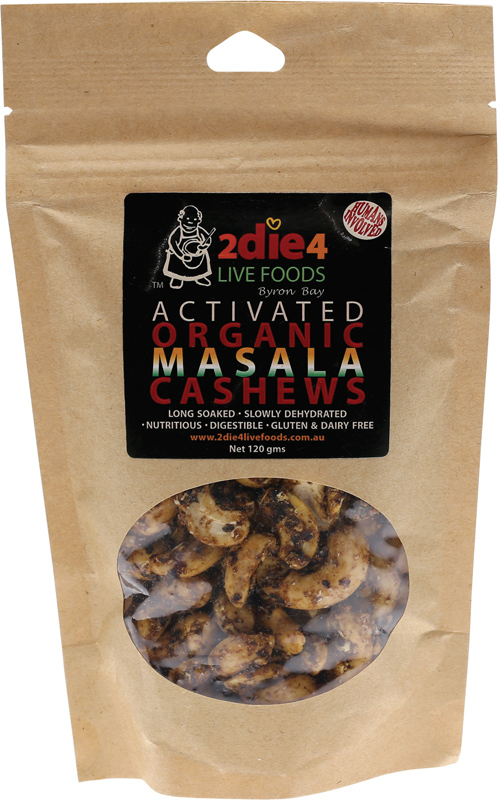 HUMANS
INVOLVED
2die4
LIVE FOODS
Byron Bay
TM
ACTIVATED
ORGANIC
MASALA
CASHEWS
LONG SOAKED • SLOWLY DEHYDRATED
• NUTRITIOUS • DIGESTIBLE • GLUTEN & DAIRY FREE
www.2die4livefoods.com.au
Net 120 gms